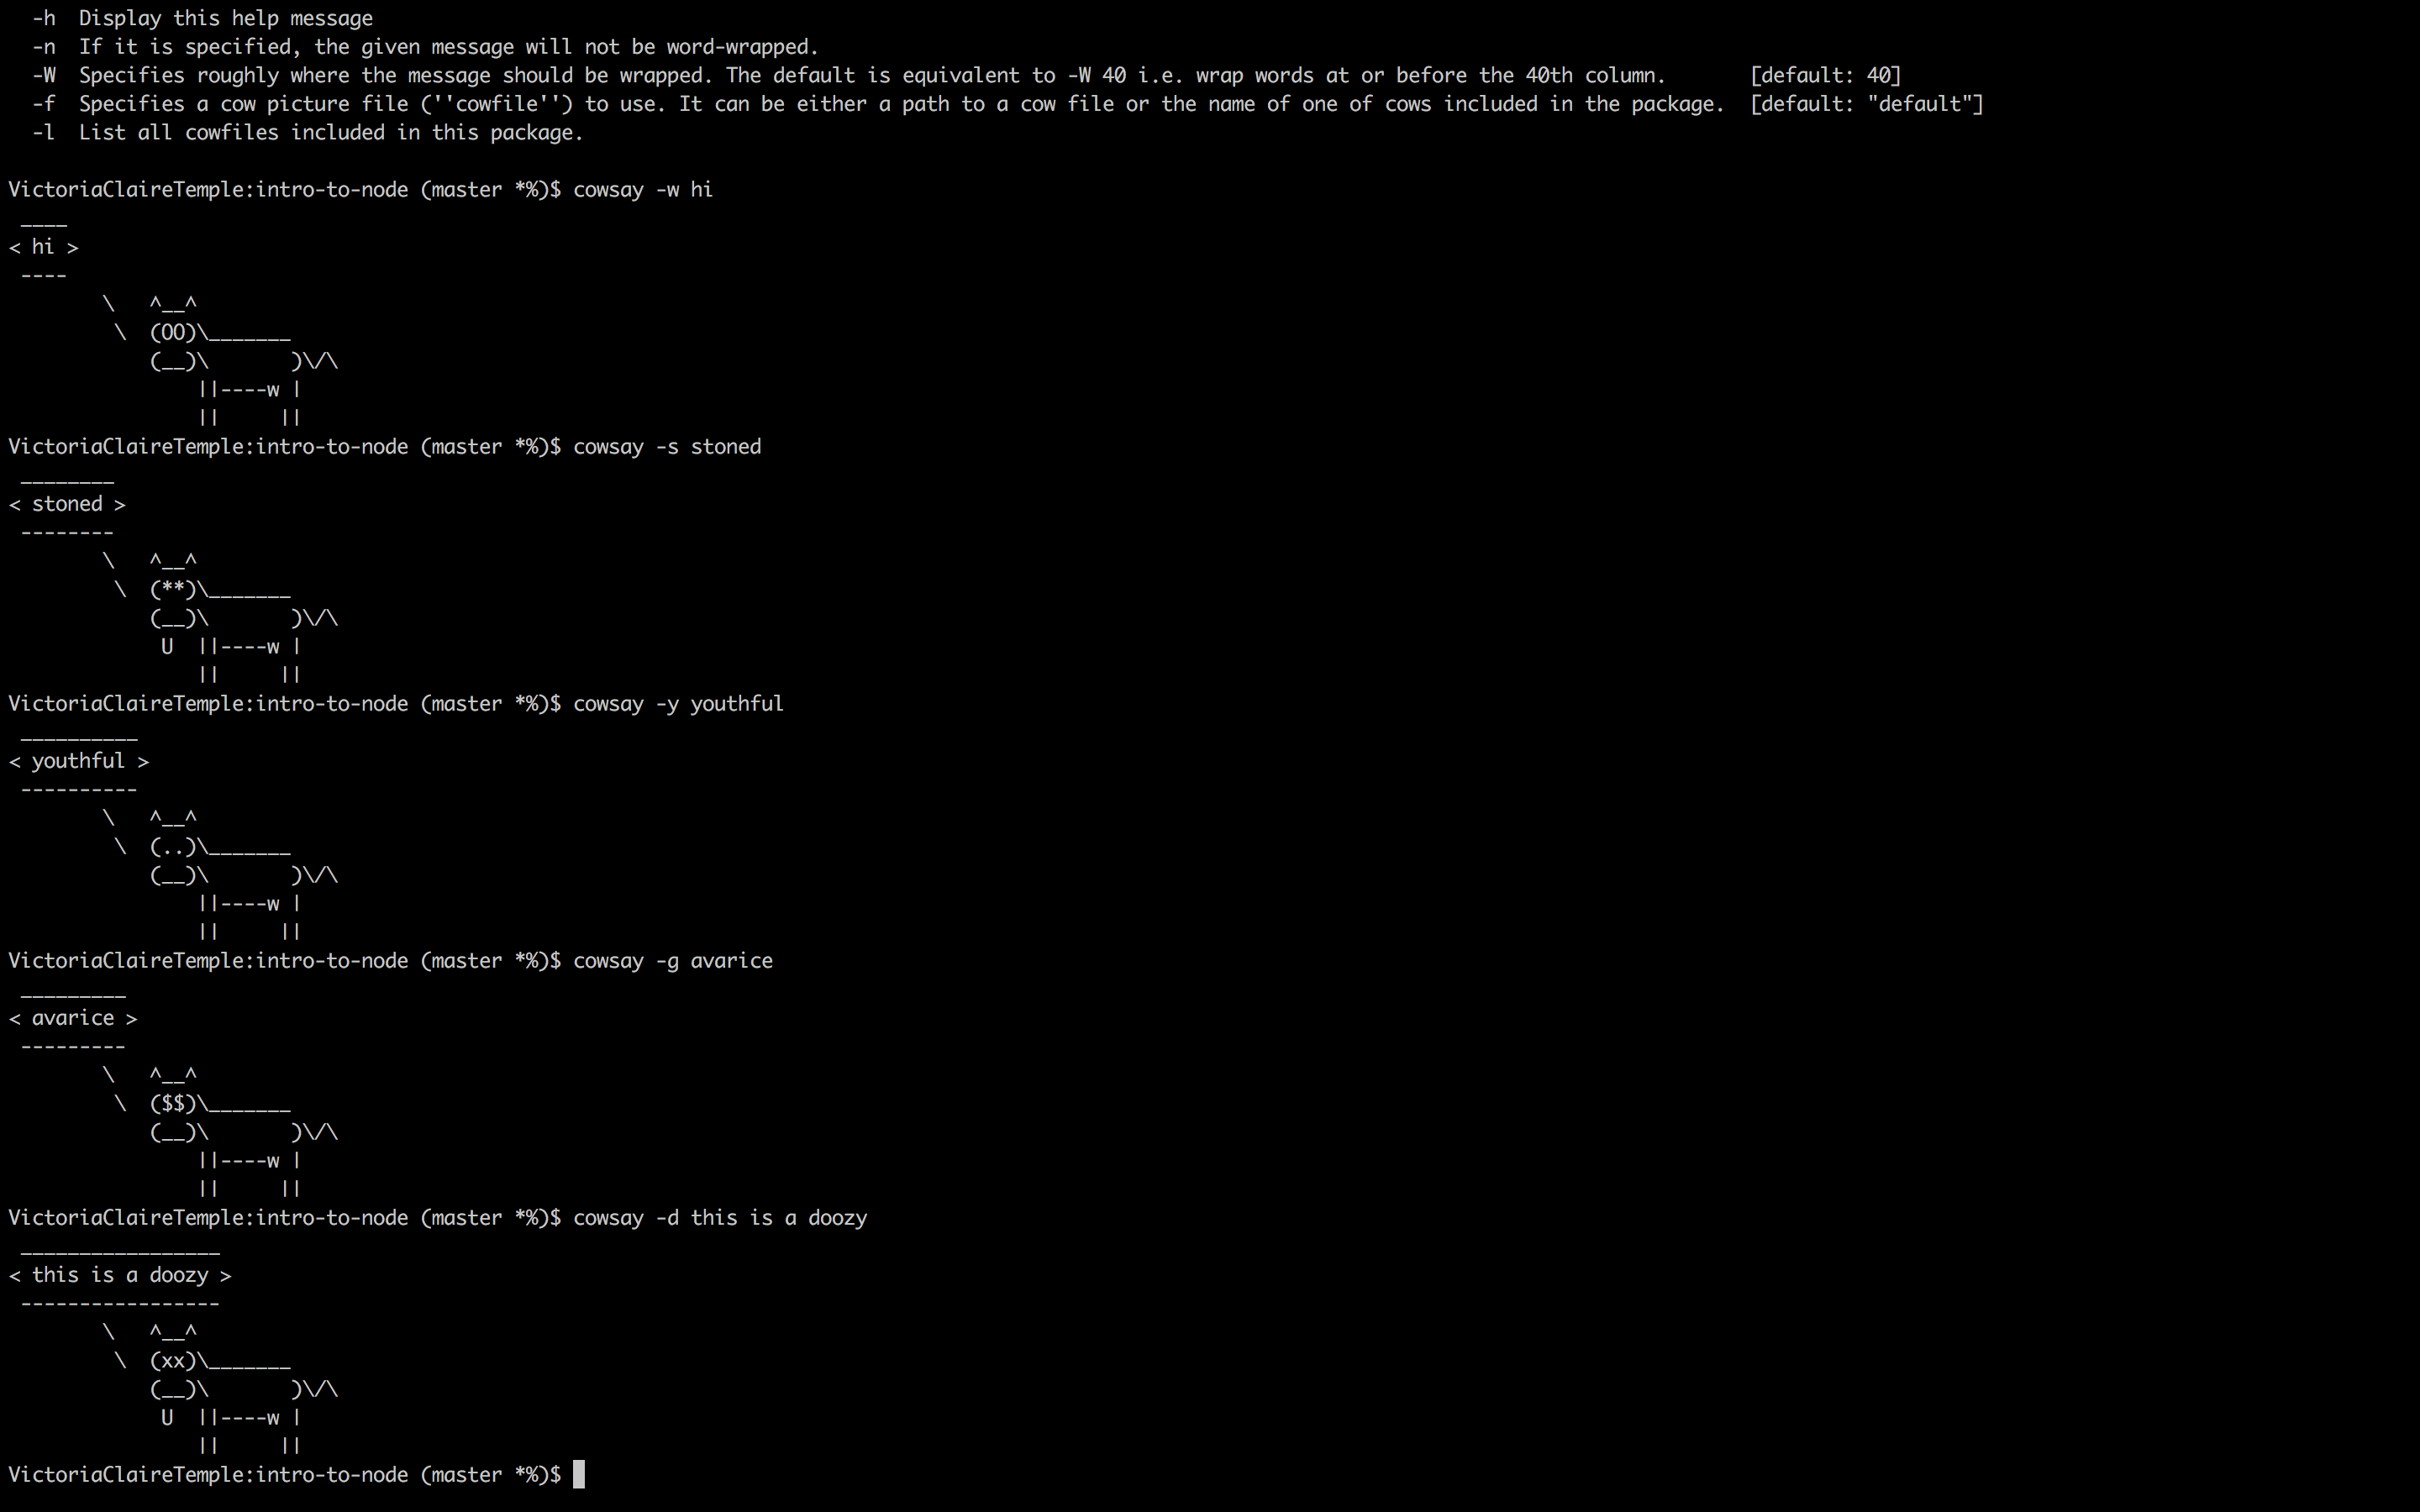 -h  Display this help message
  -n  If it is specified, the given message will not be word-wrapped.
  -W  Specifies roughly where the message should be wrapped. The default is equivalent to -W 40 i.e. wrap words at or before the 40th column.       [default: 40]
  -f  Specifies a cow picture file (''cowfile'') to use. It can be either a path to a cow file or the name of one of cows included in the package.  [default: "default"]
  -l  List all cowfiles included in this package.

VictoriaClaireTemple:intro-to-node (master *%)$ cowsay -w hi
 ____
< hi >
 ----
        \   ^__^
         \  (OO)\_______
            (__)\       )\/\
                ||----w |
                ||     ||
VictoriaClaireTemple:intro-to-node (master *%)$ cowsay -s stoned
 ________
< stoned >
 --------
        \   ^__^
         \  (**)\_______
            (__)\       )\/\
             U  ||----w |
                ||     ||
VictoriaClaireTemple:intro-to-node (master *%)$ cowsay -y youthful
 __________
< youthful >
 ----------
        \   ^__^
         \  (..)\_______
            (__)\       )\/\
                ||----w |
                ||     ||
VictoriaClaireTemple:intro-to-node (master *%)$ cowsay -g avarice
 _________
< avarice >
 ---------
        \   ^__^
         \  ($$)\_______
            (__)\       )\/\
                ||----w |
                ||     ||
VictoriaClaireTemple:intro-to-node (master *%)$ cowsay -d this is a doozy
 _________________
< this is a doozy >
 -----------------
        \   ^__^
         \  (xx)\_______
            (__)\       )\/\
             U  ||----w |
                ||     ||
VictoriaClaireTemple:intro-to-node (master *%)$